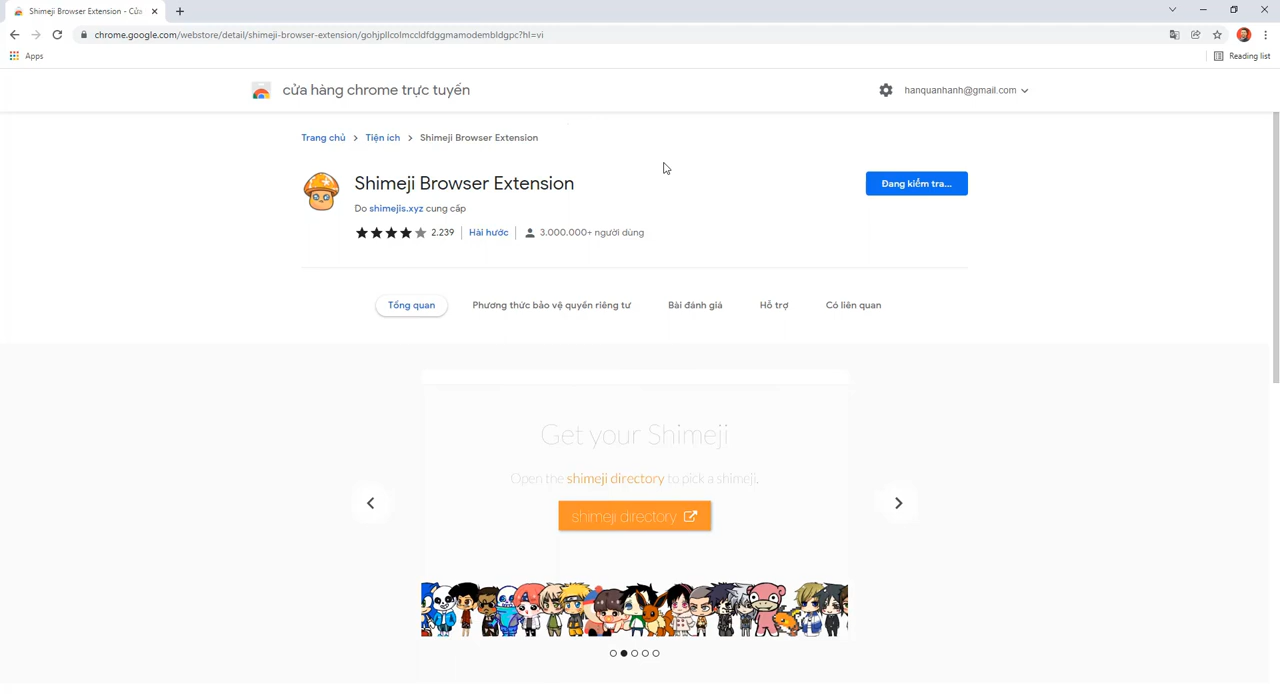 Shimeji Browser Extension - Cửa
chrome.google.com/webstore/detail/shimeji-browser-extension/gohjpllcolmccldfdggmamodembldgpc?hl=vi
Apps
Reading list
cửa hàng chrome trực tuyến
hanquanhanh@gmail.com
Trang chủ > Tiện ích > Shimeji Browser Extension
Shimeji Browser Extension
Đang kiểm tra...
Do shimejis.xyz cung cấp
2.239 | Hài hước | 3.000.000+ người dùng
Tổng quan
Phương thức bảo vệ quyền riêng tư
Bài đánh giá
Hỗ trợ
Có liên quan
Get your Shimeji
Open the shimeji directory to pick a shimeji.
shimeji directory